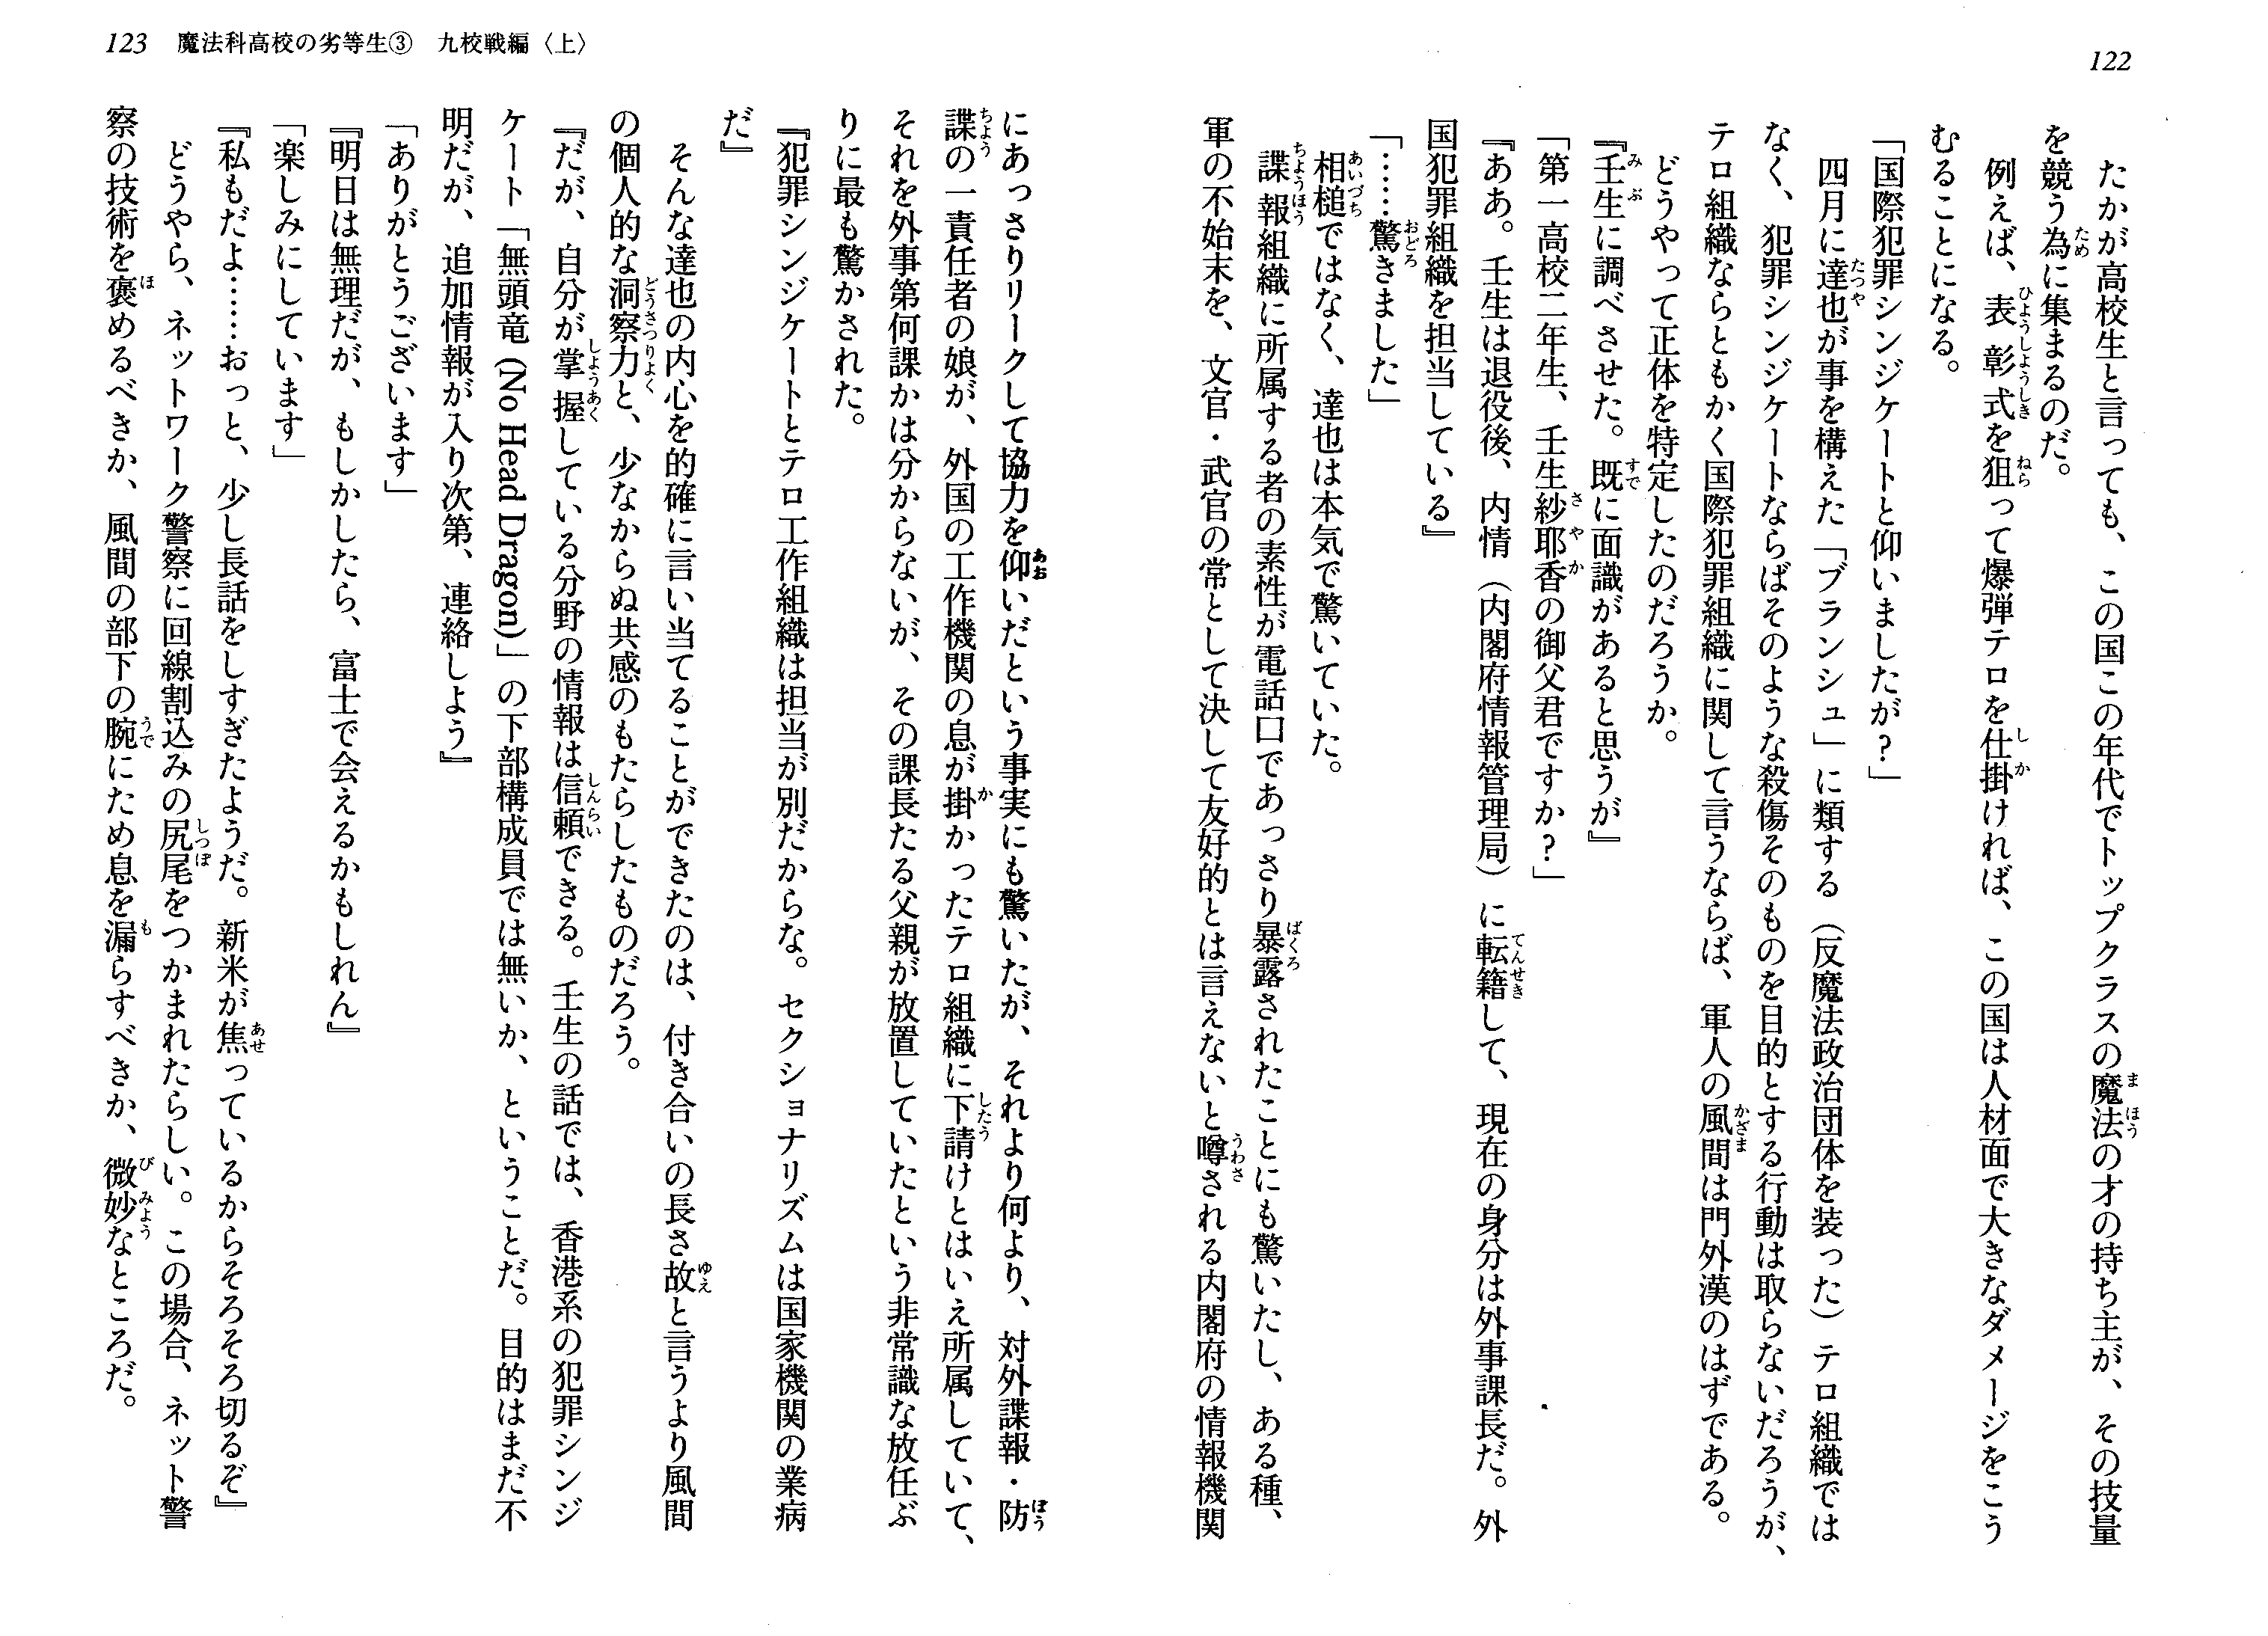 122
たかが高校生と言っても、この国この年代でトップクラスの魔法の才の持ち主が、その技量
を競う為に集まるのだ。
例えば、表彰式を狙って爆弾テロを仕掛ければ、この国は人材面で大きなダメージをこう
むることになる。
「国際犯罪シンジケートと仰いましたが？」
四月に達也が事を構えた「ブランシュ」に類する（反魔法政治団体を装った）テロ組織では
なく、犯罪シンジケートならばそのような殺傷そのものを目的とする行動は取らないだろうが、
テロ組織ならともかく国際犯罪組織に関して言うならば、軍人の風間は門外漢のはずである。
どうやって正体を特定したのだろうか。
『壬生に調べさせた。既に面識があると思うが』
「第一高校二年生、壬生紗耶香の御父君ですか？」
『ああ。壬生は退役後、内情（内閣府情報管理局）に転籍して、現在の身分は外事課長だ。外
国犯罪組織を担当している』
「……驚きました」
相槌ではなく、達也は本気で驚いていた。
諜報組織に所属する者の素性が電話口であっさり暴露されたことにも驚いたし、ある種、
軍の不始末を、文官・武官の常として決して友好的とは言えないと噂される内閣府の情報機関
123 魔法科高校の劣等生③ 九校戦編〈上〉
にあっさりリークして協力を仰いだという事実にも驚いたが、それより何より、対外諜報・防
諜の一責任者の娘が、外国の工作機関の息が掛かったテロ組織に下請けとはいえ所属していて、
それを外事第何課かは分からないが、その課長たる父親が放置していたという非常識な放任ぶ
りに最も驚かされた。
『犯罪シンジケートとテロ工作組織は担当が別だからな。セクショナリズムは国家機関の業病
だ』
そんな達也の内心を的確に言い当てることができたのは、付き合いの長さ故と言うより風間
の個人的な洞察力と、少なからぬ共感のもたらしたものだろう。
『だが、自分が掌握している分野の情報は信頼できる。壬生の話では、香港系の犯罪シンジ
ケート「無頭竜 (No Head Dragon)」の下部構成員では無いか、ということだ。目的はまだ不
明だが、追加情報が入り次第、連絡しよう』
「ありがとうございます」
『明日は無理だが、もしかしたら、富士で会えるかもしれん』
「楽しみにしています」
『私もだよ……おっと、少し長話をしすぎたようだ。新米が焦っているからそろそろ切るぞ』
どうやら、ネットワーク警察に回線割込みの尻尾をつかまれたらしい。この場合、ネット警
察の技術を褒めるべきか、風間の部下の腕にため息を漏らすべきか、微妙なところだ。